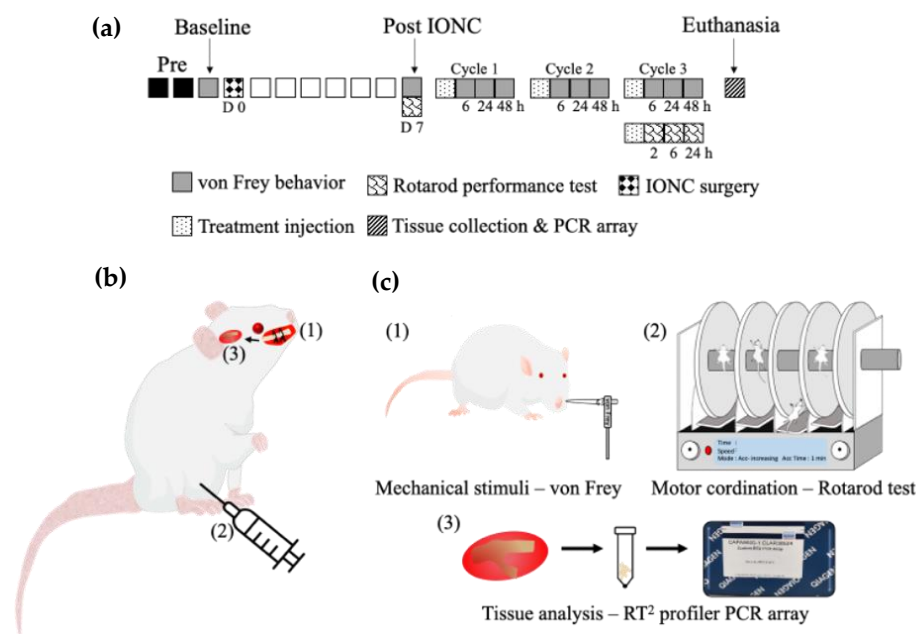 (a)
Baseline
Post IONC
Euthanasia
Pre
Cycle 1
Cycle 2
Cycle 3
D 0
6 24 48 h
6 24 48 h
6 24 48 h
D 7
2 6 24 h
von Frey behavior
Rotarod performance test
IONC surgery
Treatment injection
Tissue collection & PCR array
(b)
(c)
(1)
(3)
(2)
(1)
(2)
Time :
Speed:
Mode : Acc- Increasing Acc Time : 1 min
Mechanical stimuli – von Frey
Motor cordination – Rotarod test
(3)
QIAGEN
Tissue analysis – RT² profiler PCR array